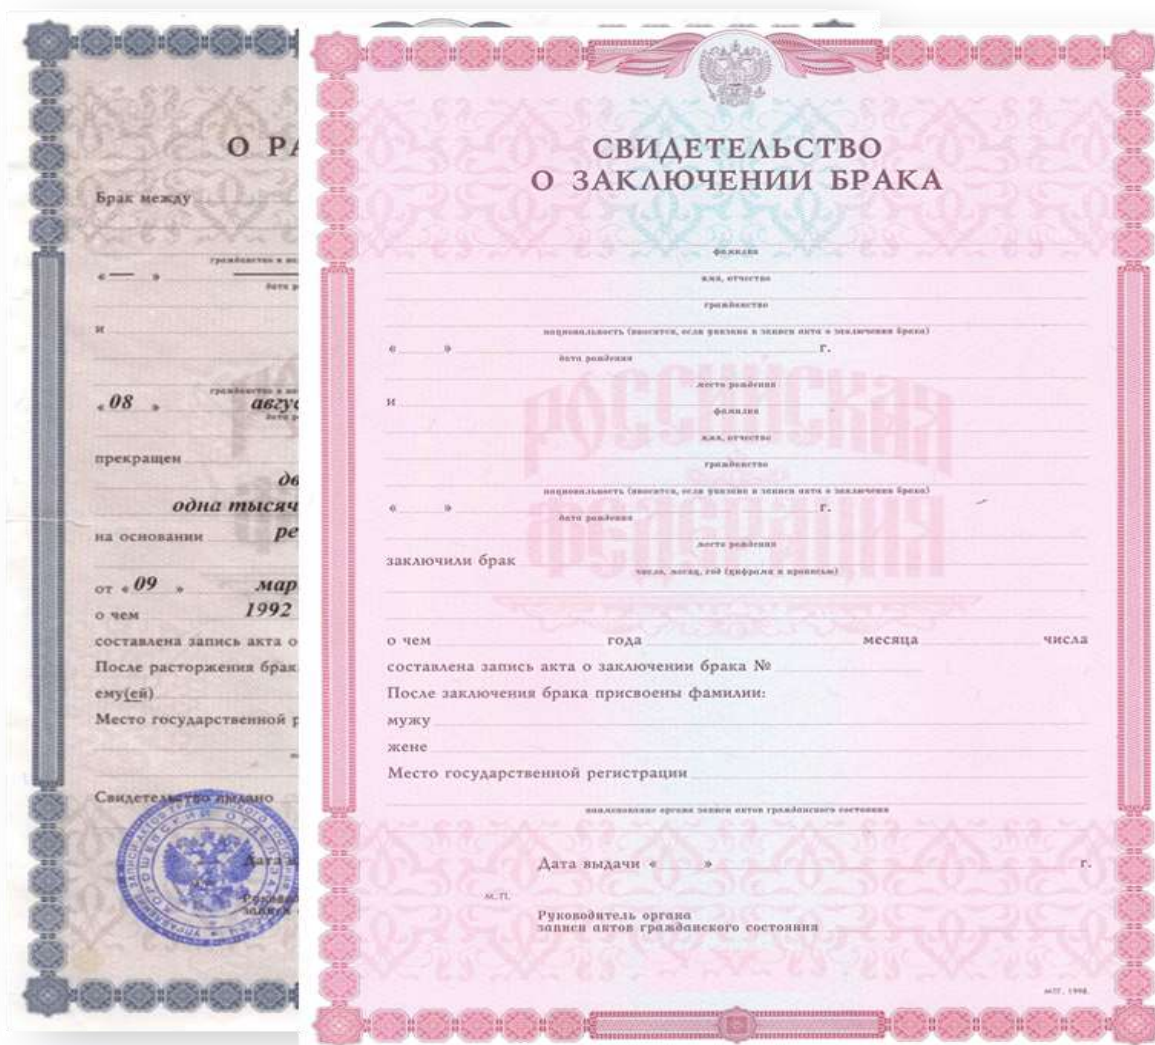 О РА
Брак между
« — »
и
« 08 »
авгус
прекращен
дв
одна тысяч
на основании
ре
от « 09 »
мар
о чем
1992
составлена запись акта о
После расторжения брак
ему(ей)
Место государственной р
Свидетельство выдано
СВИДЕТЕЛЬСТВО
О ЗАКЛЮЧЕНИИ БРАКА
фамилия
имя, отчество
гражданство
национальность (вносится, если указана в записи акта о заключении брака)
« » г.
дата рождения
место рождения
и
фамилия
имя, отчество
гражданство
национальность (вносится, если указана в записи акта о заключении брака)
« » г.
дата рождения
место рождения
заключили брак
число, месяц, год (цифрами и прописью)
РОССИЙСКАЯ
ФЕДЕРАЦИЯ
о чем года месяца числа
составлена запись акта о заключении брака №
После заключения брака присвоены фамилии:
мужу
жене
Место государственной регистрации
наименование органа записи актов гражданского состояния
Дата выдачи « » г.
М.П.
Руководитель органа
записи актов гражданского состояния
МПГ. 1998.